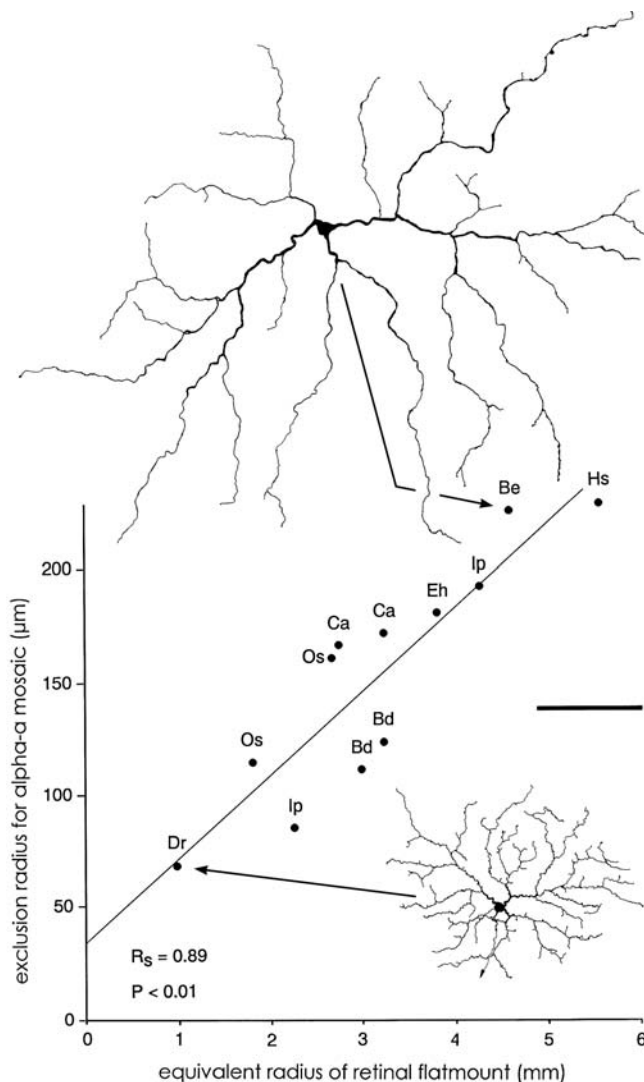 Be
Hs
200
Ip
Eh
Ca
Ca
Os
150
Bd
Os
Bd
100
Ip
Dr
50
Rs = 0.89
P < 0.01
0
0 1 2 3 4 5 6
exclusion radius for alpha-a mosaic (µm)
equivalent radius of retinal flatmount (mm)